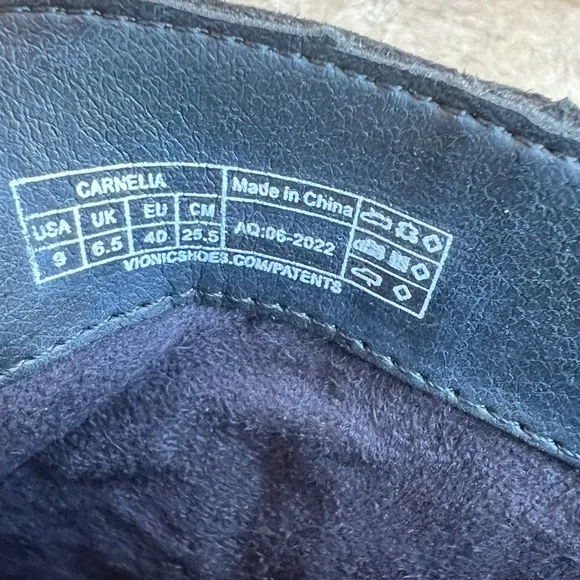 CARNELIA
USA UK EU CM
9 6.5 40 25.5
VIONICSHOES.COM/PATENTS
Made in China
AQ:06-2022